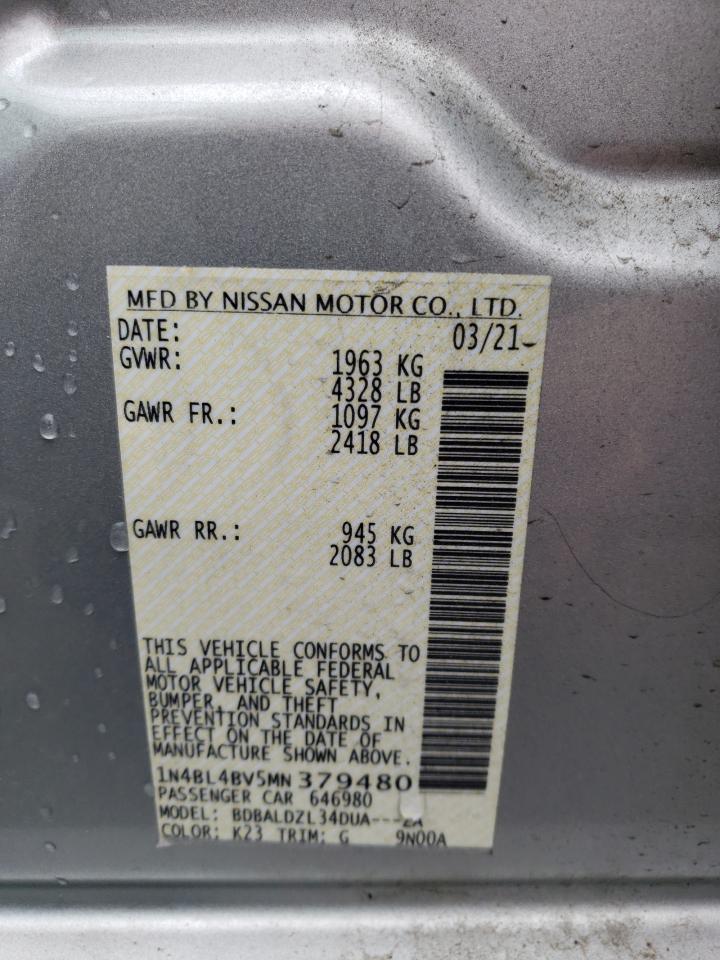 MFD BY NISSAN MOTOR CO., LTD.
DATE: 03/21
GVWR: 1963 KG
4328 LB
GAWR FR.: 1097 KG
2418 LB
GAWR RR.: 945 KG
2083 LB
THIS VEHICLE CONFORMS TO
ALL APPLICABLE FEDERAL
MOTOR VEHICLE SAFETY,
BUMPER, AND THEFT
PREVENTION STANDARDS IN
EFFECT ON THE DATE OF
MANUFACTURE SHOWN ABOVE.
1N4BL4BV5MN379480
PASSENGER CAR 646980
MODEL: BDBALDZL34DUA---EA
COLOR: K23 TRIM: G 9N00A